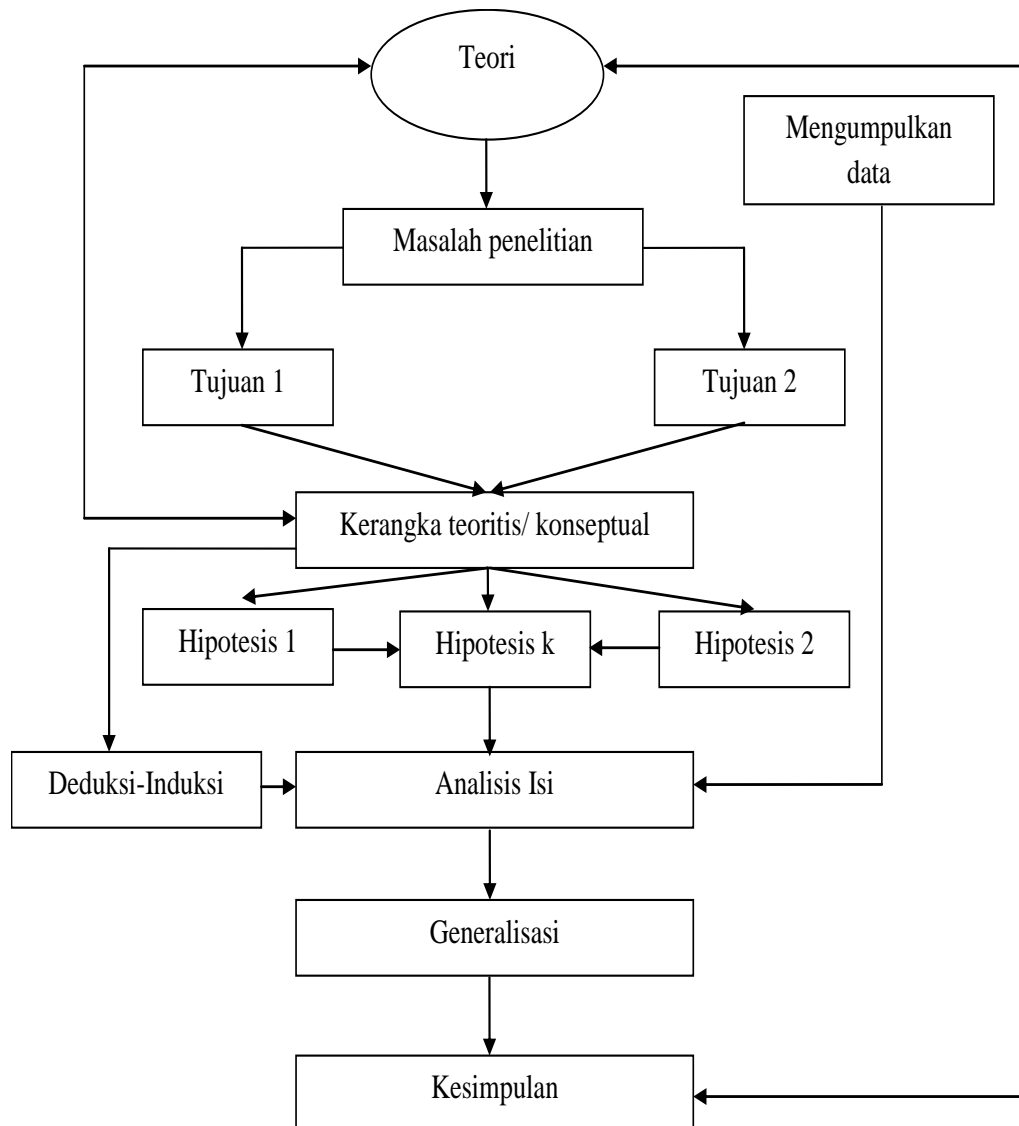 Teori
Mengumpulkan
data
Masalah penelitian
Tujuan 1
Tujuan 2
Kerangka teoritis/ konseptual
Hipotesis 1
Hipotesis k
Hipotesis 2
Deduksi-Induksi
Analisis Isi
Generalisasi
Kesimpulan